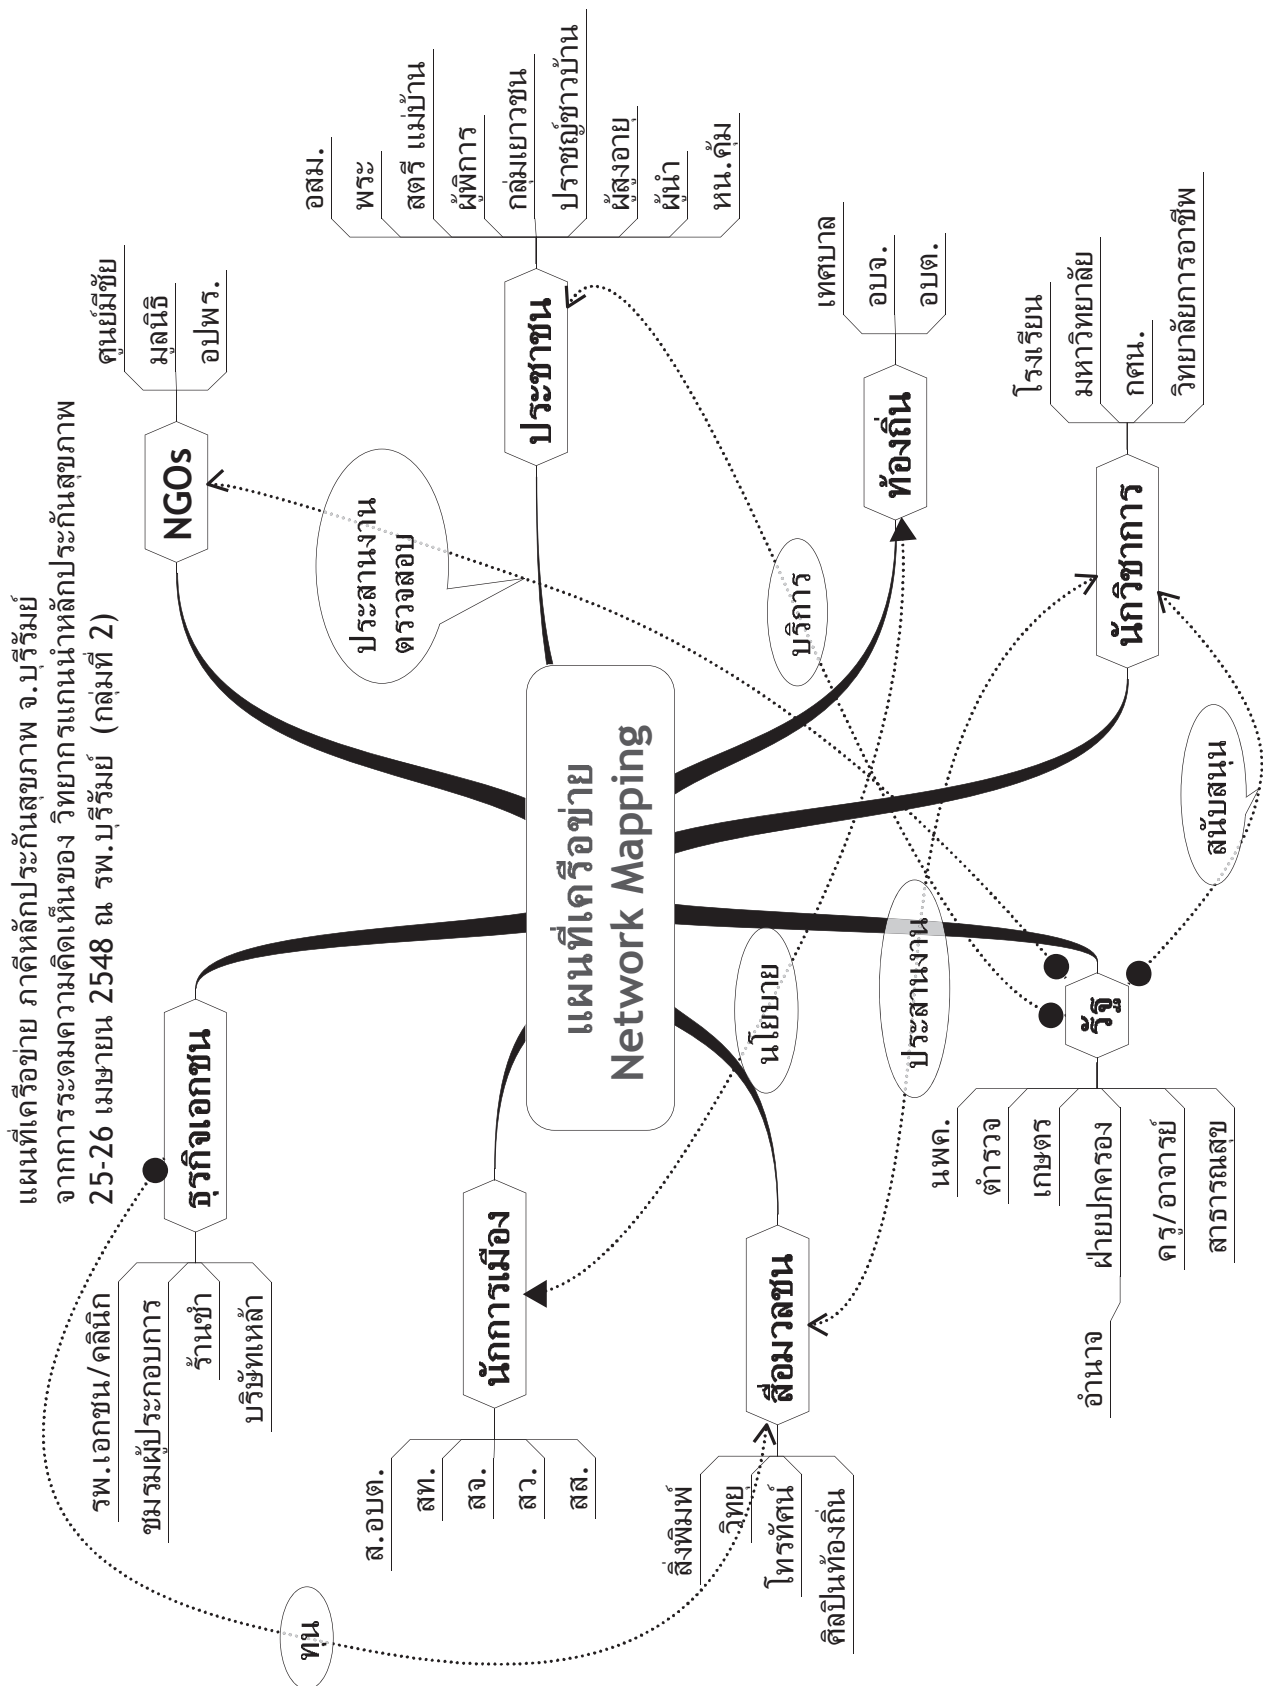 แผนที่เครือข่าย ภาคีหลักประกันสุขภาพ จ.บุรีรัมย์
จากการระดมความคิดเห็นของ วิทยากรแกนนำหลักประกันสุขภาพ
25-26 เมษายน 2548 ณ รพ.บุรีรัมย์ (กลุ่มที่ 2)
แผนที่เครือข่าย
Network Mapping
NGOs
ศูนย์มีชัย
มูลนิธิ
อปพร.
ประชาชน
อสม.
พระ
สตรี แม่บ้าน
ผู้พิการ
กลุ่มเยาวชน
ปราชญ์ชาวบ้าน
ผู้สูงอายุ
ผู้นำ
หน.คุ้ม
ท้องถิ่น
เทศบาล
อบจ.
อบต.
นักวิชาการ
โรงเรียน
มหาวิทยาลัย
กศน.
วิทยาลัยการอาชีพ
ธุรกิจเอกชน
รพ.เอกชน/คลินิก
ชมรมผู้ประกอบการ
ร้านชำ
บริษัทเหล้า
นักการเมือง
ส.อบต.
สท.
สจ.
สว.
สส.
สื่อมวลชน
สิ่งพิมพ์
วิทยุ
โทรทัศน์
ศิลปินท้องถิ่น
รัฐ
นพค.
ตำรวจ
เกษตร
ฝ่ายปกครอง
อำนาจ
ครู/อาจารย์
สาธารณสุข
ประสานงาน
ตรวจสอบ
บริการ
นโยบาย
ประสานงาน
สนับสนุน
ทุน